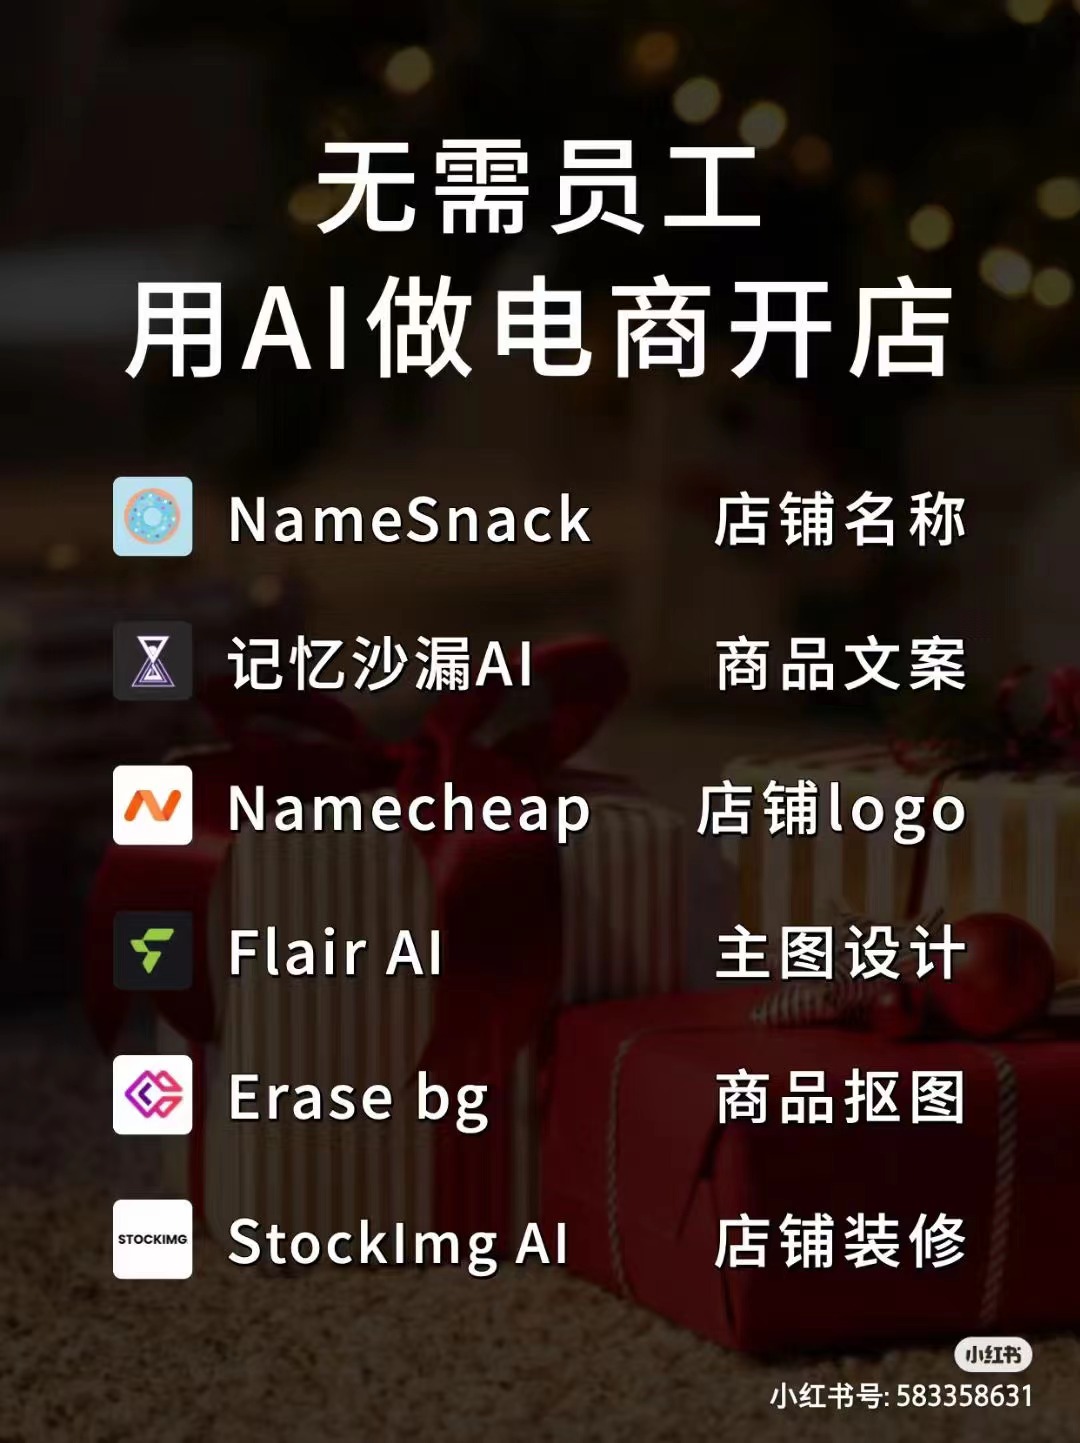 无需员工
用AI做电商开店
NameSnack 店铺名称
记忆沙漏AI 商品文案
Namecheap 店铺logo
Flair AI 主图设计
Erase bg 商品抠图
STOCKIMG StockImg AI 店铺装修
小红书
小红书号: 583358631